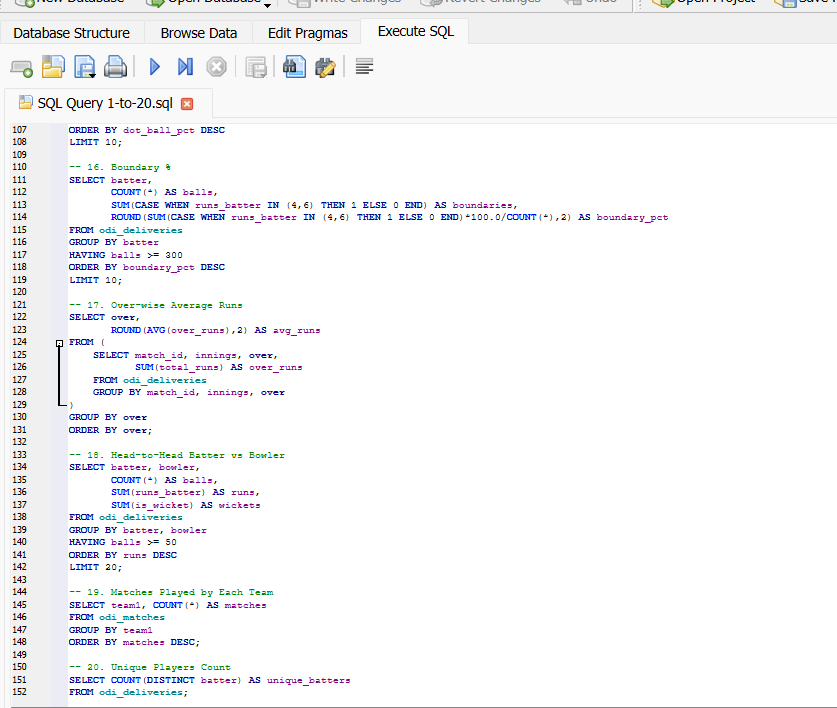 New Database Open Database Write Changes Revert Changes Undo Open Project
Database Structure Browse Data Edit Pragmas Execute SQL
SQL Query 1-to-20.sql
107 ORDER BY dot_ball_pct DESC
108 LIMIT 10;
109
110 -- 16. Boundary %
111 SELECT batter,
112 COUNT(*) AS balls,
113 SUM(CASE WHEN runs_batter IN (4,6) THEN 1 ELSE 0 END) AS boundaries,
114 ROUND(SUM(CASE WHEN runs_batter IN (4,6) THEN 1 ELSE 0 END)*100.0/COUNT(*),2) AS boundary_pct
115 FROM odi_deliveries
116 GROUP BY batter
117 HAVING balls >= 300
118 ORDER BY boundary_pct DESC
119 LIMIT 10;
120
121 -- 17. Over-wise Average Runs
122 SELECT over,
123 ROUND(AVG(over_runs),2) AS avg_runs
124 FROM (
125 SELECT match_id, innings, over,
126 SUM(total_runs) AS over_runs
127 FROM odi_deliveries
128 GROUP BY match_id, innings, over
129 )
130 GROUP BY over
131 ORDER BY over;
132
133 -- 18. Head-to-Head Batter vs Bowler
134 SELECT batter, bowler,
135 COUNT(*) AS balls,
136 SUM(runs_batter) AS runs,
137 SUM(is_wicket) AS wickets
138 FROM odi_deliveries
139 GROUP BY batter, bowler
140 HAVING balls >= 50
141 ORDER BY runs DESC
142 LIMIT 20;
143
144 -- 19. Matches Played by Each Team
145 SELECT team1, COUNT(*) AS matches
146 FROM odi_matches
147 GROUP BY team1
148 ORDER BY matches DESC;
149
150 -- 20. Unique Players Count
151 SELECT COUNT(DISTINCT batter) AS unique_batters
152 FROM odi_deliveries;